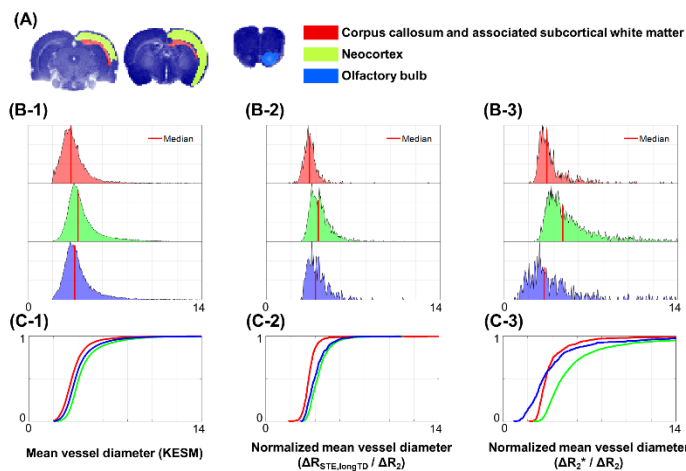 (A)
Corpus callosum and associated subcortical white matter
Neocortex
Olfactory bulb
(B-1)
(B-2)
(B-3)
Median
Median
Median
0
14
0
14
0
14
(C-1)
(C-2)
(C-3)
1
1
1
0
0
0
0
14
0
14
0
14
Mean vessel diameter (KESM)
Normalized mean vessel diameter
(ΔR_STE,longTD / ΔR_2)
Normalized mean vessel diameter
(ΔR_2* / ΔR_2)